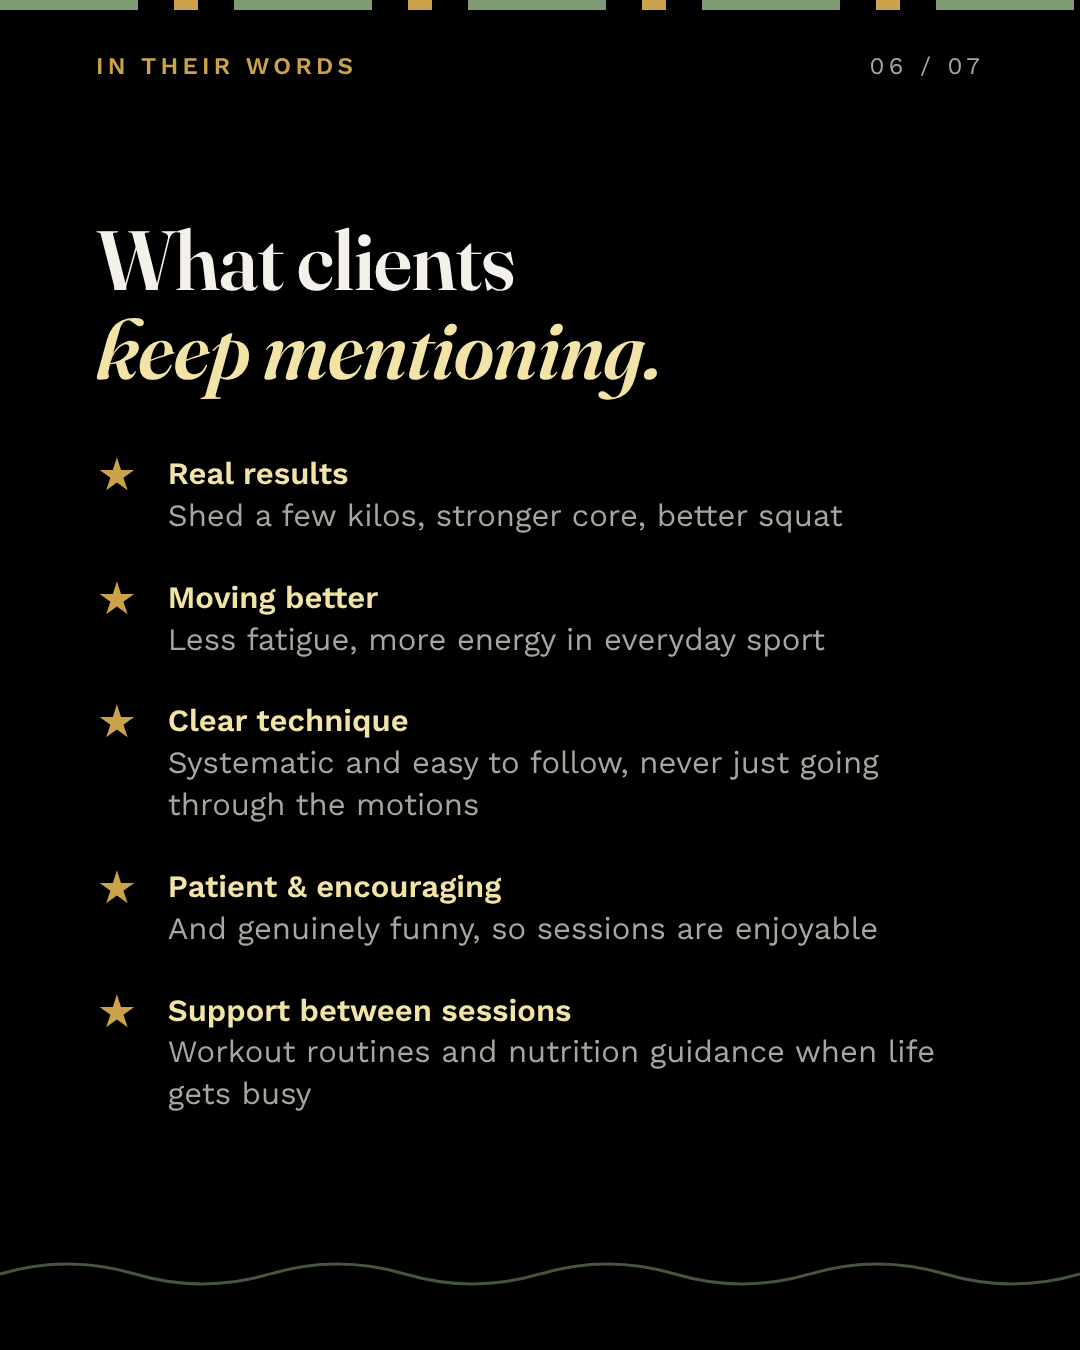 IN THEIR WORDS
06 / 07
What clients
keep mentioning.
★ Real results
Shed a few kilos, stronger core, better squat
★ Moving better
Less fatigue, more energy in everyday sport
★ Clear technique
Systematic and easy to follow, never just going
through the motions
★ Patient & encouraging
And genuinely funny, so sessions are enjoyable
★ Support between sessions
Workout routines and nutrition guidance when life
gets busy